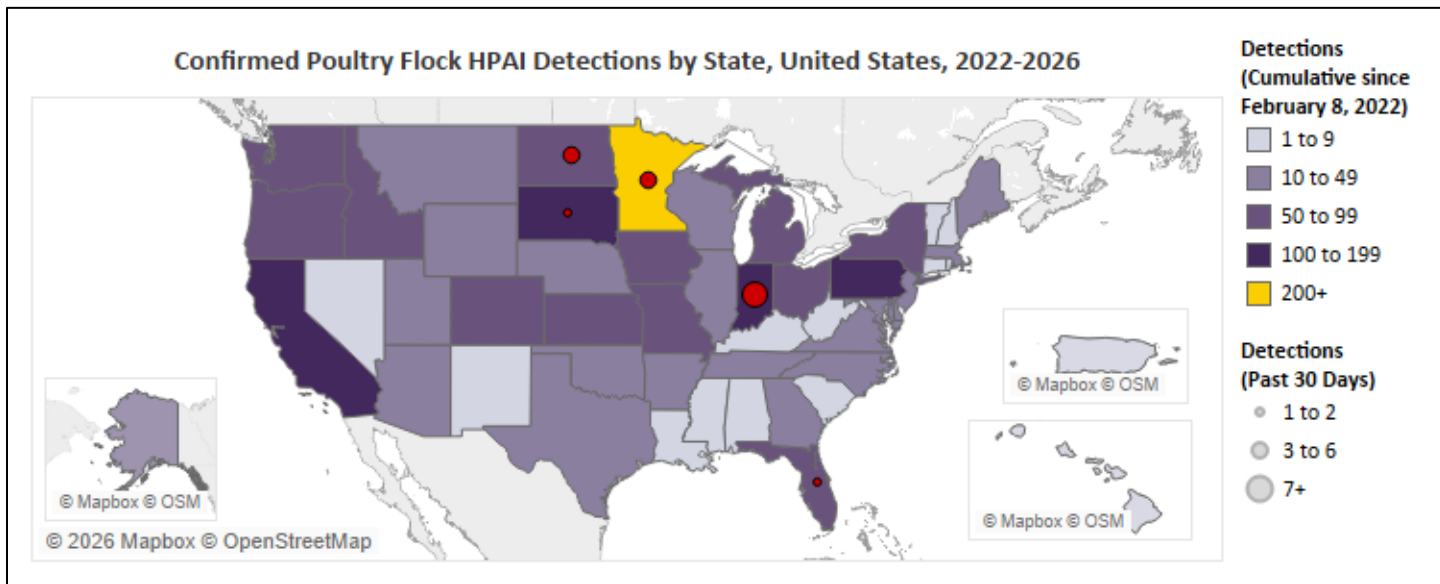 Confirmed Poultry Flock HPAI Detections by State, United States, 2022-2026
Detections
(Cumulative since
February 8, 2022)
1 to 9
10 to 49
50 to 99
100 to 199
200+
Detections
(Past 30 Days)
1 to 2
3 to 6
7+
© Mapbox © OSM
© Mapbox © OSM
© Mapbox © OSM
© 2026 Mapbox © OpenStreetMap